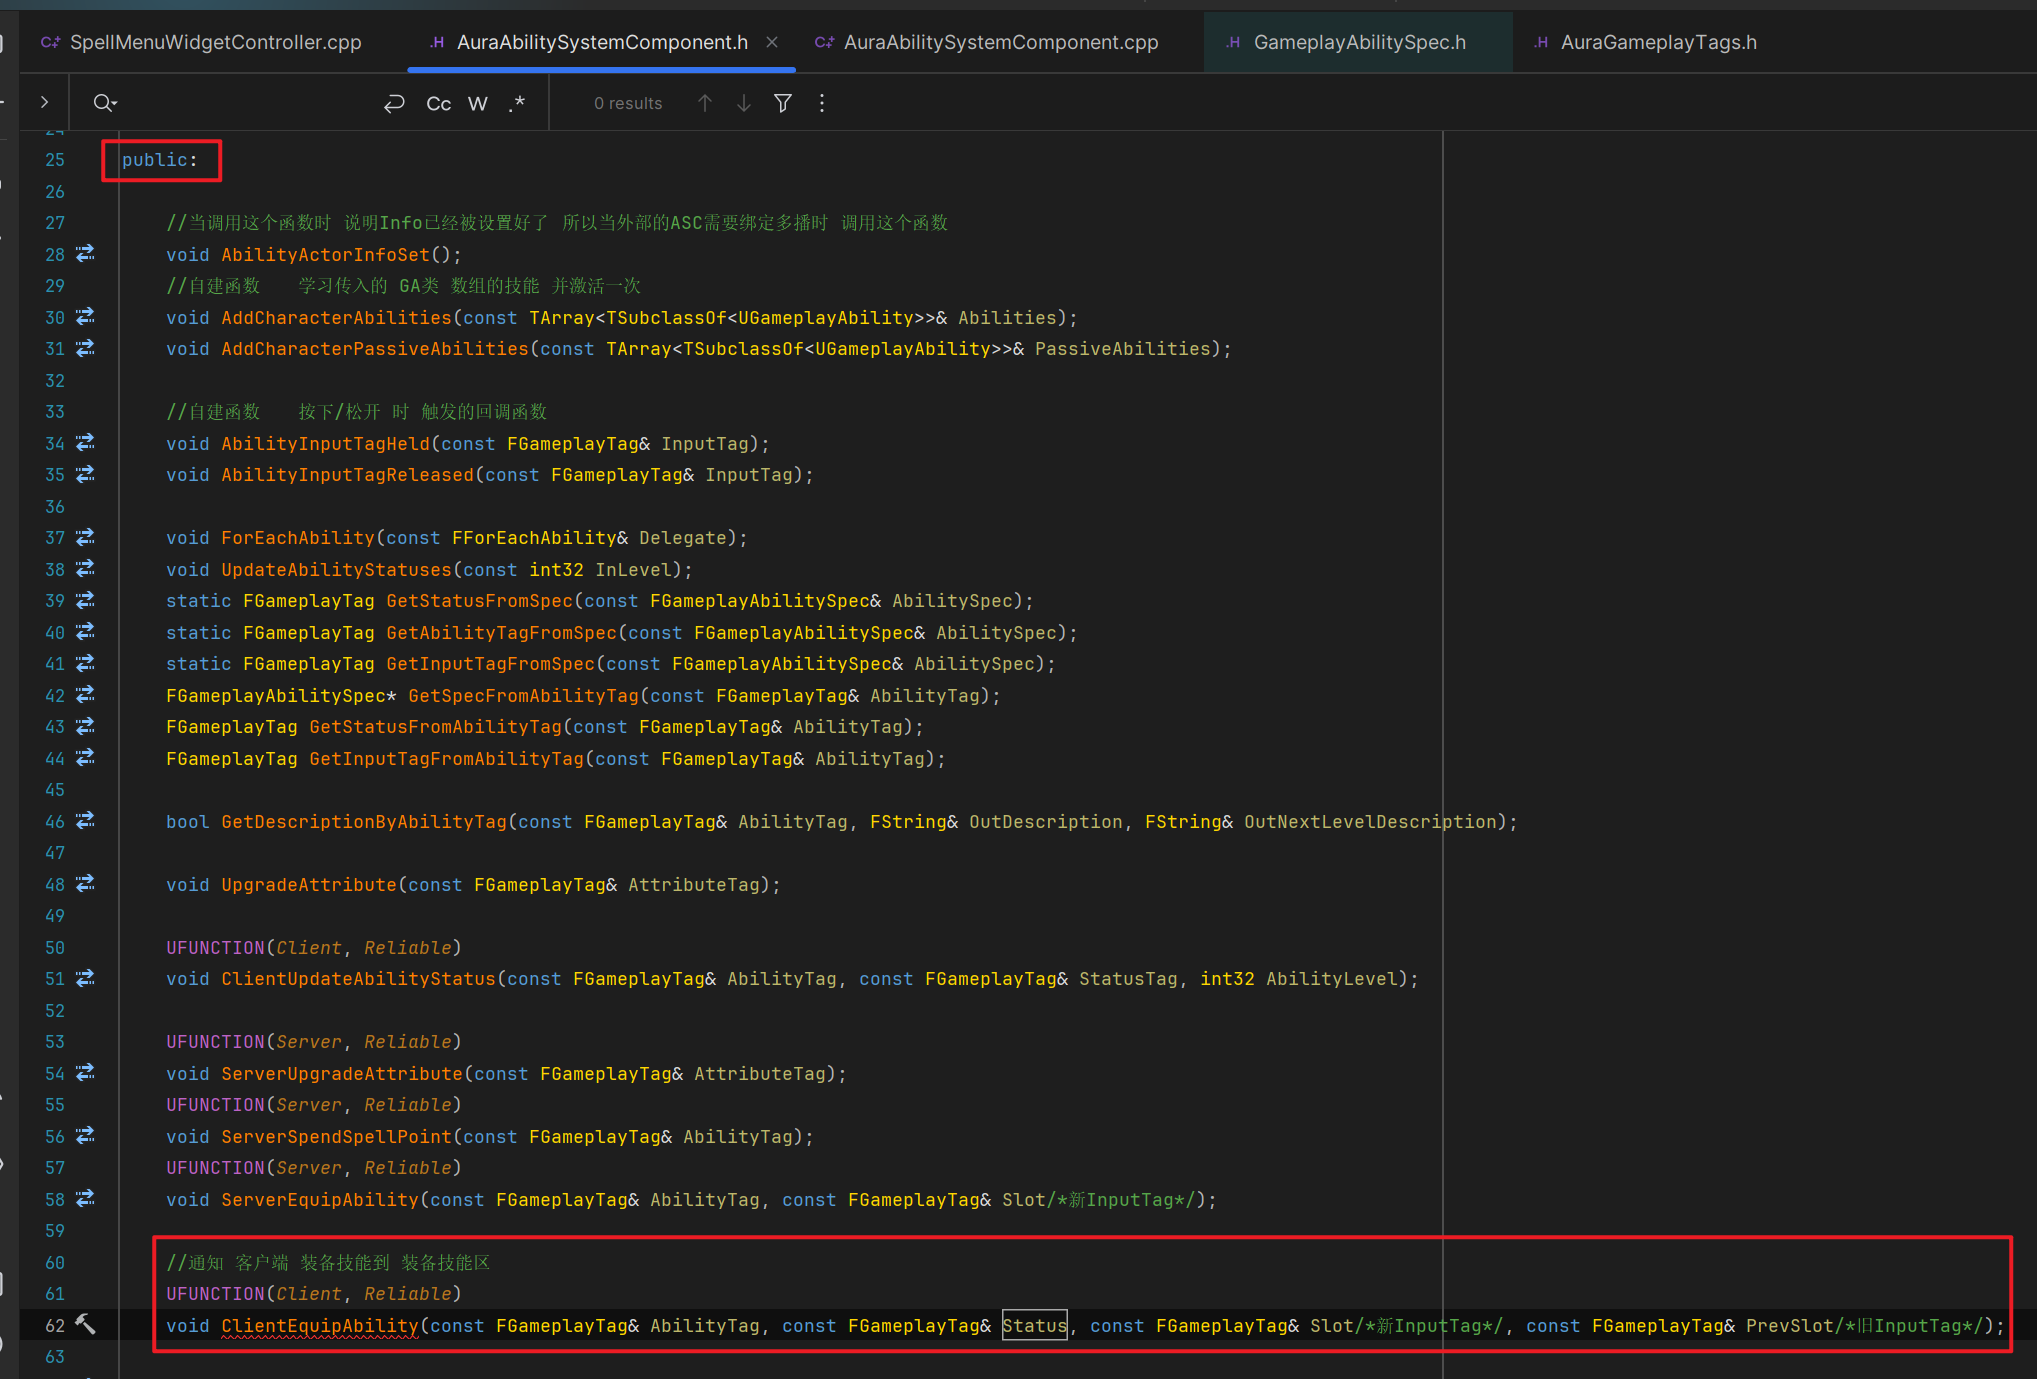 SpellMenuWidgetController.cpp AuraAbilitySystemComponent.h AuraAbilitySystemComponent.cpp GameplayAbilitySpec.h AuraGameplayTags.h
Cc W .* 0 results
24
25 public:
26
27 //当调用这个函数时 说明Info已经被设置好了 所以当外部的ASC需要绑定多播时 调用这个函数
28 void AbilityActorInfoSet();
29 //自建函数 学习传入的 GA类 数组的技能 并激活一次
30 void AddCharacterAbilities(const TArray<TSubclassOf<UGameplayAbility>>& Abilities);
31 void AddCharacterPassiveAbilities(const TArray<TSubclassOf<UGameplayAbility>>& PassiveAbilities);
32
33 //自建函数 按下/松开 时 触发的回调函数
34 void AbilityInputTagHeld(const FGameplayTag& InputTag);
35 void AbilityInputTagReleased(const FGameplayTag& InputTag);
36
37 void ForEachAbility(const FForEachAbility& Delegate);
38 void UpdateAbilityStatuses(const int32 InLevel);
39 static FGameplayTag GetStatusFromSpec(const FGameplayAbilitySpec& AbilitySpec);
40 static FGameplayTag GetAbilityTagFromSpec(const FGameplayAbilitySpec& AbilitySpec);
41 static FGameplayTag GetInputTagFromSpec(const FGameplayAbilitySpec& AbilitySpec);
42 FGameplayAbilitySpec* GetSpecFromAbilityTag(const FGameplayTag& AbilityTag);
43 FGameplayTag GetStatusFromAbilityTag(const FGameplayTag& AbilityTag);
44 FGameplayTag GetInputTagFromAbilityTag(const FGameplayTag& AbilityTag);
45
46 bool GetDescriptionByAbilityTag(const FGameplayTag& AbilityTag, FString& OutDescription, FString& OutNextLevelDescription);
47
48 void UpgradeAttribute(const FGameplayTag& AttributeTag);
49
50 UFUNCTION(Client, Reliable)
51 void ClientUpdateAbilityStatus(const FGameplayTag& AbilityTag, const FGameplayTag& StatusTag, int32 AbilityLevel);
52
53 UFUNCTION(Server, Reliable)
54 void ServerUpgradeAttribute(const FGameplayTag& AttributeTag);
55 UFUNCTION(Server, Reliable)
56 void ServerSpendSpellPoint(const FGameplayTag& AbilityTag);
57 UFUNCTION(Server, Reliable)
58 void ServerEquipAbility(const FGameplayTag& AbilityTag, const FGameplayTag& Slot/*新InputTag*/);
59
60 //通知 客户端 装备技能到 装备技能区
61 UFUNCTION(Client, Reliable)
62 void ClientEquipAbility(const FGameplayTag& AbilityTag, const FGameplayTag& Status, const FGameplayTag& Slot/*新InputTag*/, const FGameplayTag& PrevSlot/*旧InputTag*/);
63